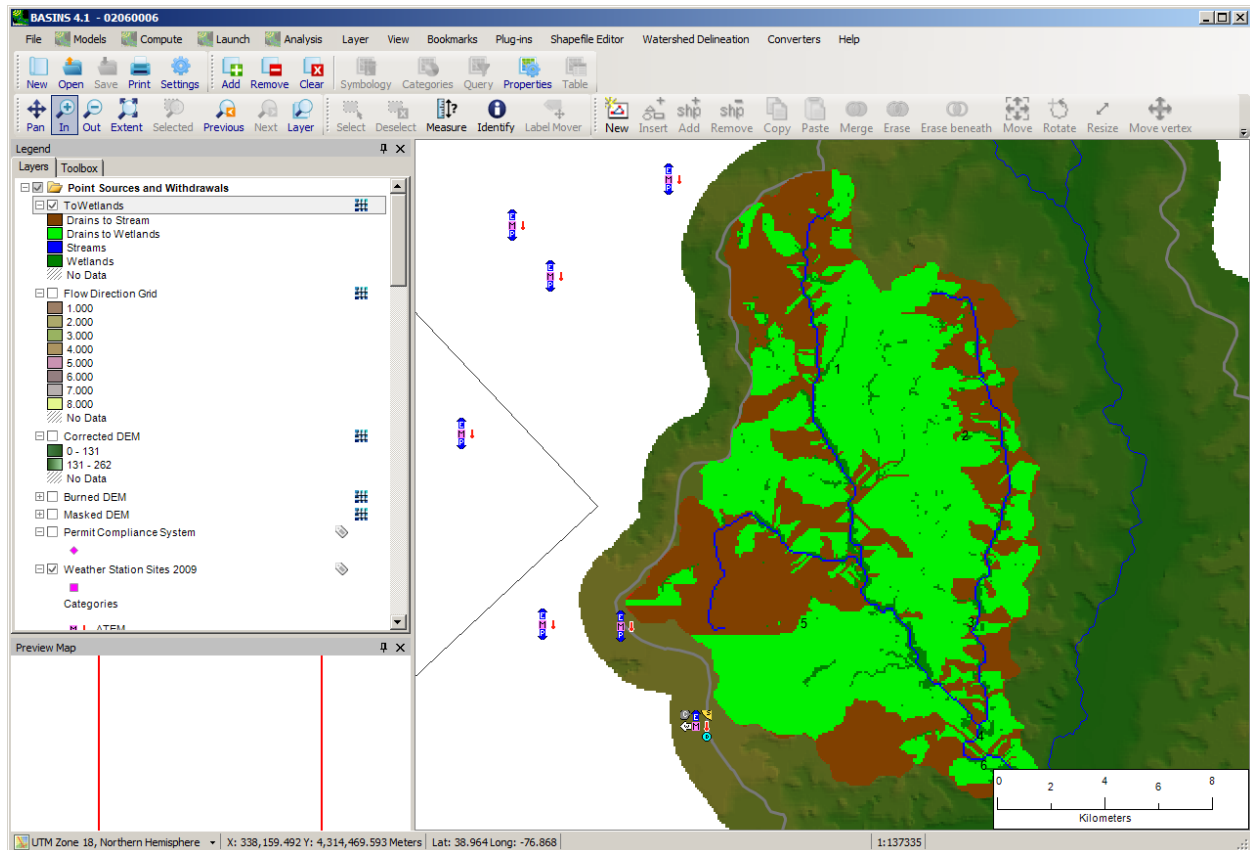 BASINS 4.1 - 02060006
File Models Compute Launch Analysis Layer View Bookmarks Plug-ins Shapefile Editor Watershed Delineation Converters Help
New Open Save Print Settings Add Remove Clear Symbology Categories Query Properties Table
Pan In Out Extent Selected Previous Next Layer Select Deselect Measure Identify Label Mover New Insert Add Remove Copy Paste Merge Erase Erase beneath Move Rotate Resize Move vertex
Legend
Layers Toolbox
Point Sources and Withdrawals
ToWetlands
Drains to Stream
Drains to Wetlands
Streams
Wetlands
No Data
Flow Direction Grid
1.000
2.000
3.000
4.000
5.000
6.000
7.000
8.000
No Data
Corrected DEM
0 - 131
131 - 262
No Data
Burned DEM
Masked DEM
Permit Compliance System
Weather Station Sites 2009
Categories
ATEM
Preview Map
1
2
3
5
4
6
0 2 4 6 8
Kilometers
UTM Zone 18, Northern Hemisphere X: 338,159.492 Y: 4,314,469.593 Meters Lat: 38.964 Long: -76.868 1:137335